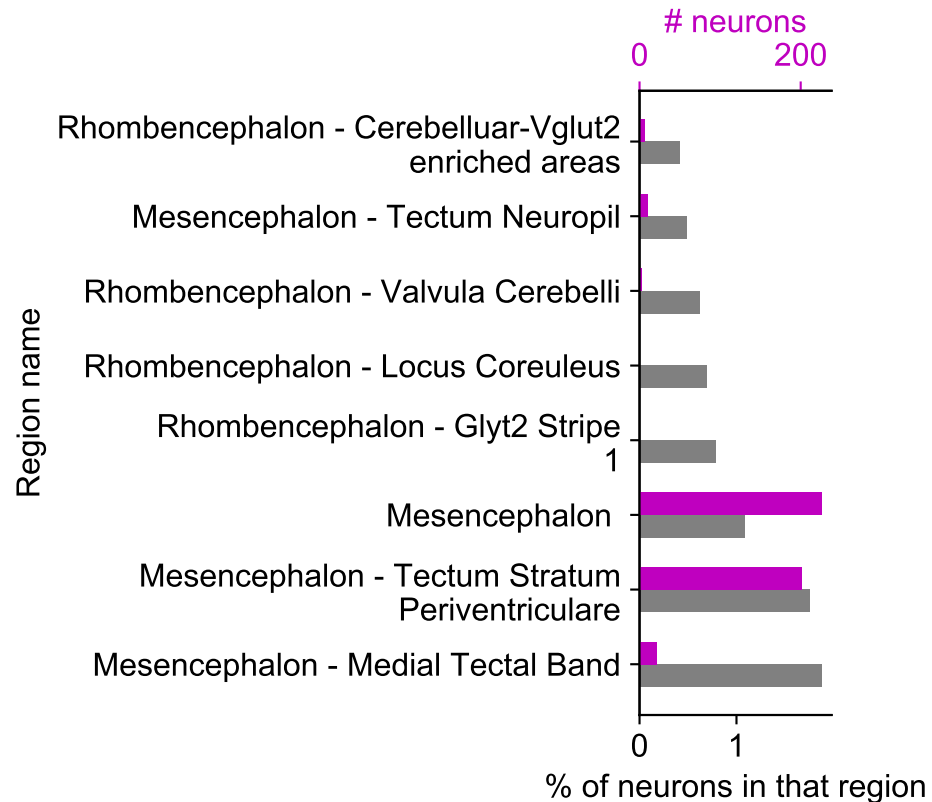 # neurons
0 200
Rhombencephalon - Cerebelluar-Vglut2
enriched areas
Mesencephalon - Tectum Neuropil
Rhombencephalon - Valvula Cerebelli
Rhombencephalon - Locus Coreuleus
Rhombencephalon - Glyt2 Stripe
1
Mesencephalon
Mesencephalon - Tectum Stratum
Periventriculare
Mesencephalon - Medial Tectal Band
Region name
0 1
% of neurons in that region